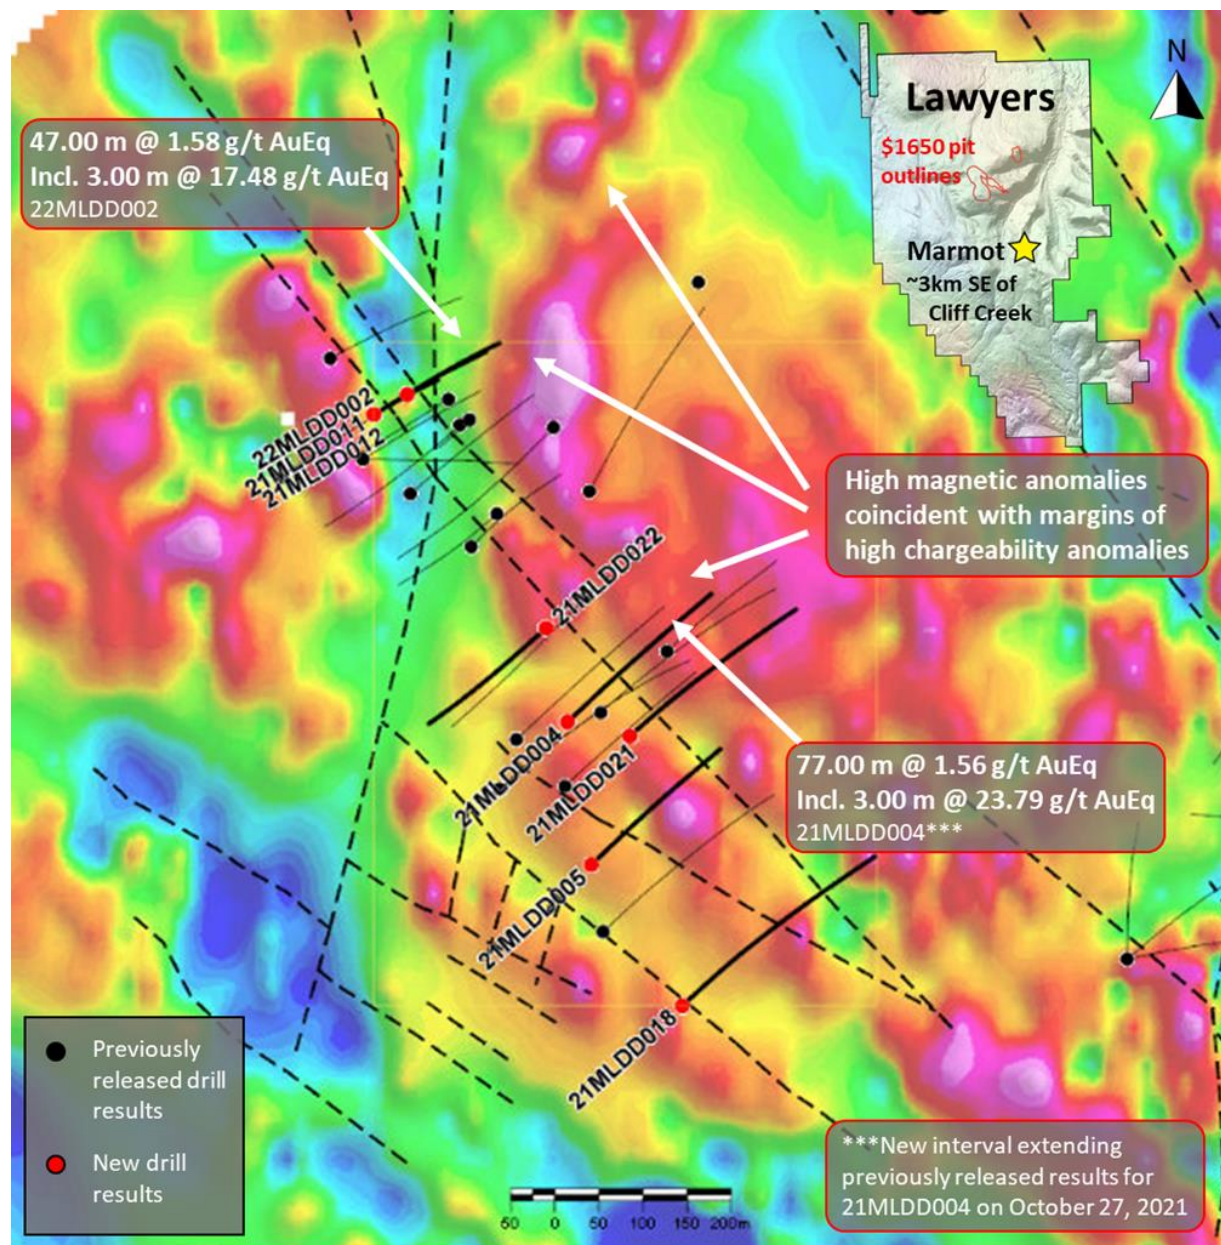 47.00 m @ 1.58 g/t AuEq
Incl. 3.00 m @ 17.48 g/t AuEq
22MLDD002
N
Lawyers
$1650 pit
outlines
Marmot
~3km SE of
Cliff Creek
22MLDD002
21MLDD011
21MLDD012
High magnetic anomalies
coincident with margins of
high chargeability anomalies
21MLDD022
21MLDD004
21MLDD021
77.00 m @ 1.56 g/t AuEq
Incl. 3.00 m @ 23.79 g/t AuEq
21MLDD004***
21MLDD005
21MLDD018
Previously
released drill
results
New drill
results
50 0 50 100 150 200m
***New interval extending
previously released results for
21MLDD004 on October 27, 2021